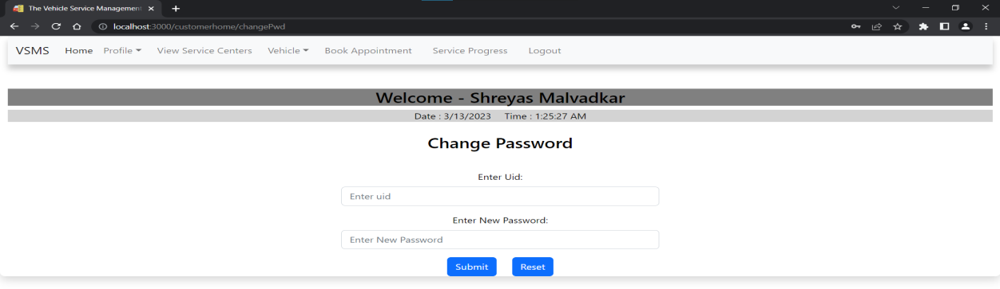 The Vehicle Service Management
localhost:3000/customerhome/changePwd
VSMS Home Profile View Service Centers Vehicle Book Appointment Service Progress Logout
Welcome - Shreyas Malvadkar
Date : 3/13/2023 Time : 1:25:27 AM
Change Password
Enter Uid:
Enter uid
Enter New Password:
Enter New Password
Submit Reset